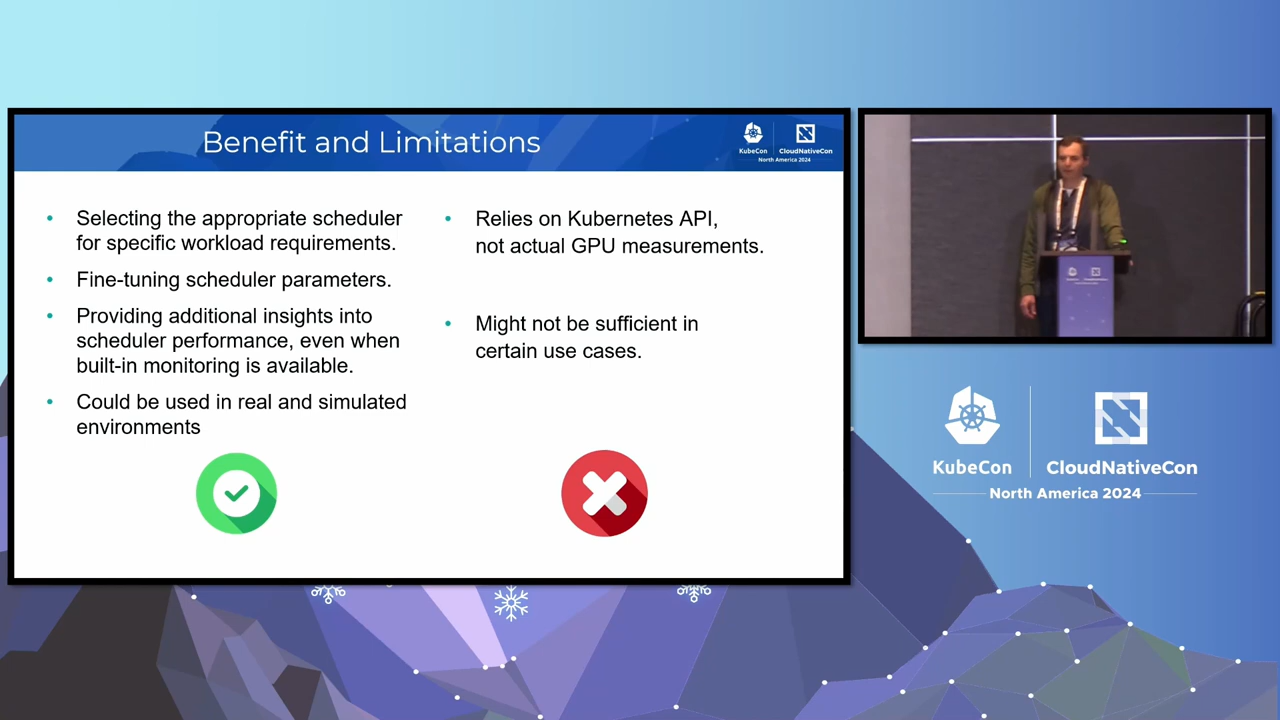 Benefit and Limitations
KubeCon
CloudNativeCon
North America 2024
• Selecting the appropriate scheduler
for specific workload requirements.
• Fine-tuning scheduler parameters.
• Providing additional insights into
scheduler performance, even when
built-in monitoring is available.
• Could be used in real and simulated
environments
• Relies on Kubernetes API,
not actual GPU measurements.
• Might not be sufficient in
certain use cases.
KubeCon
CloudNativeCon
North America 2024